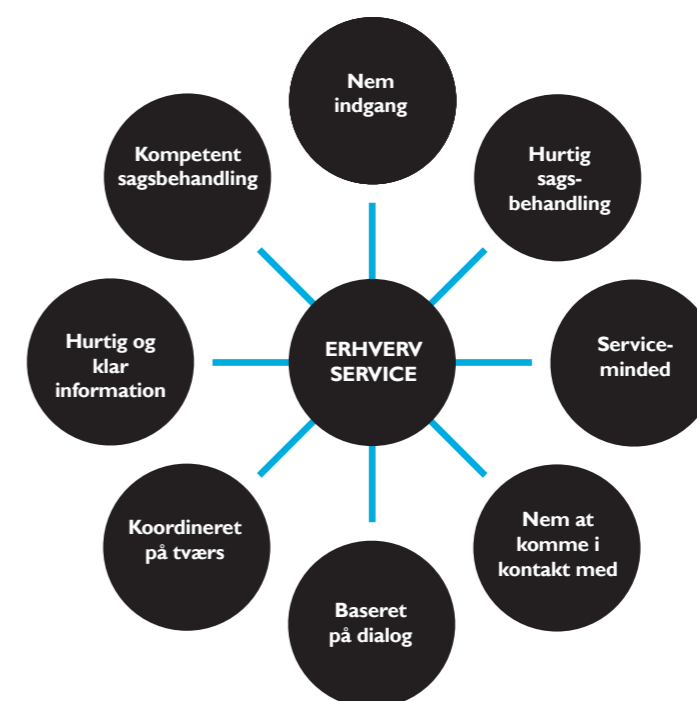 Nem
indgang
Hurtig
sags-
behandling
Service-
minded
Nem at
komme i
kontakt med
Baseret
på dialog
Koordineret
på tværs
Hurtig og
klar
information
Kompetent
sagsbehandling
ERHVERV
SERVICE